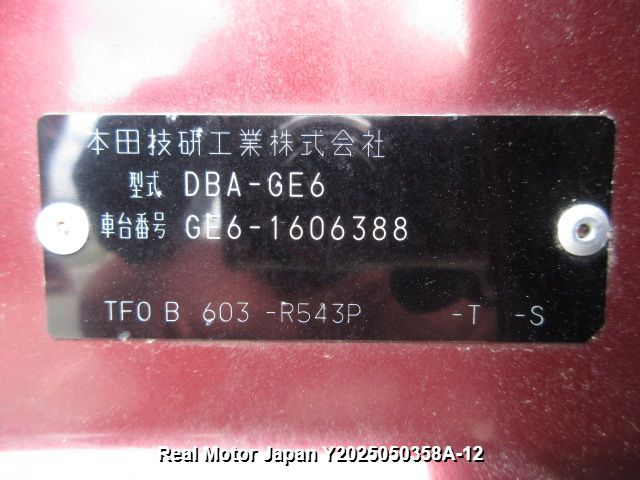 本田技研工業株式会社
型式 DBA-GE6
車台番号 GE6-1606388
TFO B 603 -R543P -T -S
Real Motor Japan Y2025050358A-12